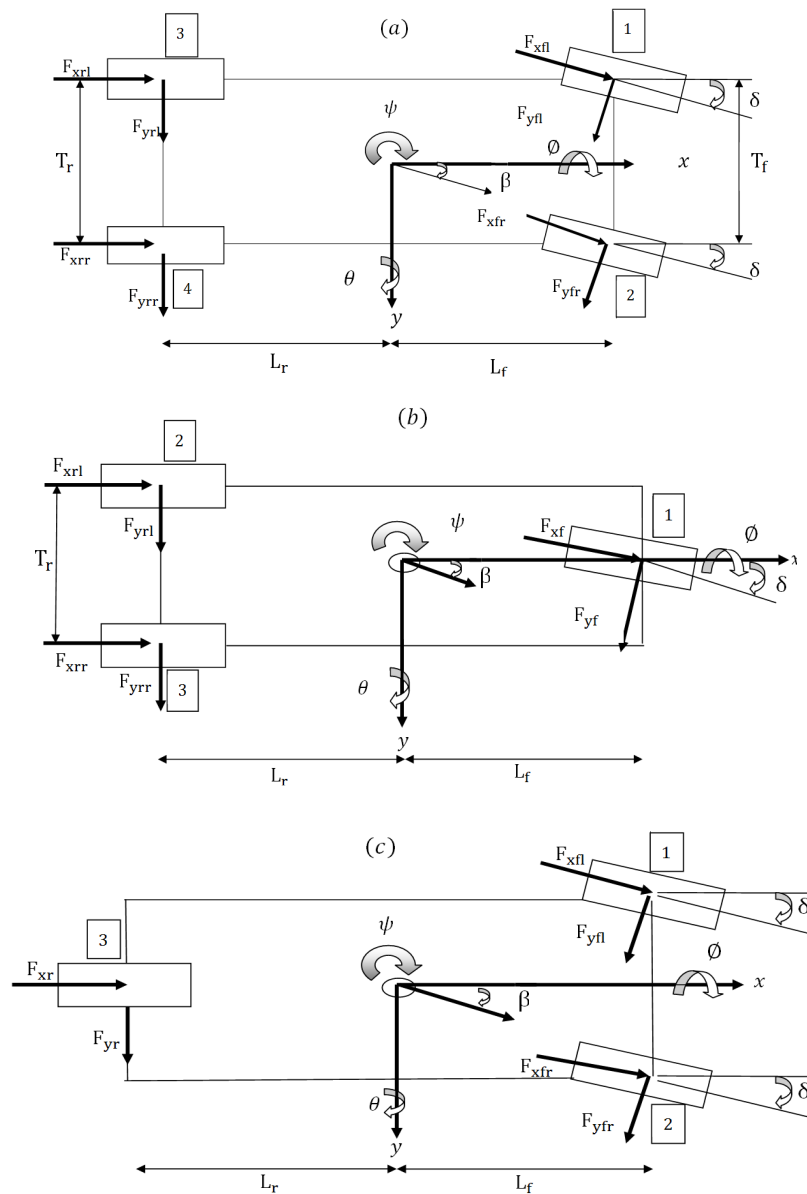 (a)
3
1
F_xrl
F_xfl
δ
F_yrl
F_yfl
ψ
T_r
∅
x
T_f
β
F_xrr
F_xfr
δ
F_yrr
4
θ
F_yfr
2
y
L_r
L_f
(b)
2
F_xrl
1
F_yrl
ψ
F_xf
∅
T_r
x
β
δ
F_yf
F_xrr
F_yrr
3
θ
y
L_r
L_f
(c)
1
F_xfl
δ
3
ψ
F_yfl
F_xr
∅
x
β
F_yr
F_xfr
δ
θ
F_yfr
2
y
L_r
L_f